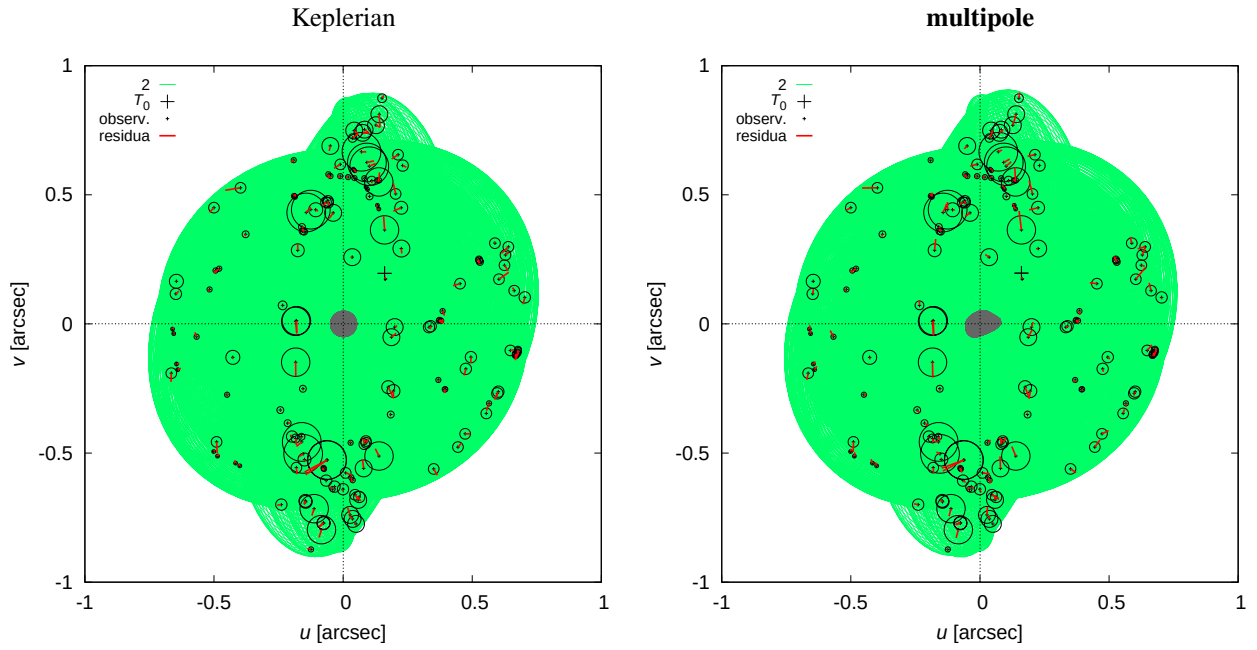 Keplerian
multipole
1
0.5
0
-0.5
-1
-1
-0.5
0
0.5
1
v [arcsec]
u [arcsec]
2
T0
observ.
residua
1
0.5
0
-0.5
-1
-1
-0.5
0
0.5
1
v [arcsec]
u [arcsec]
2
T0
observ.
residua